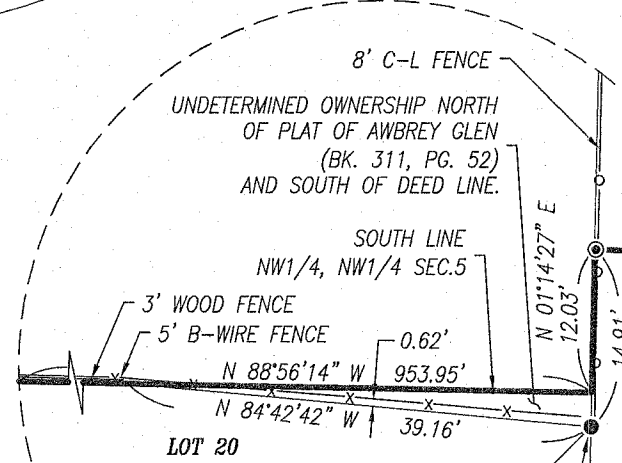 8' C-L FENCE
UNDETERMINED OWNERSHIP NORTH
OF PLAT OF AWBREY GLEN
(BK. 311, PG. 52)
AND SOUTH OF DEED LINE.
SOUTH LINE
NW1/4, NW1/4 SEC.5
N 01°14'27" E
12.03'
14.91'
3' WOOD FENCE
5' B-WIRE FENCE
0.62'
N 88°56'14" W 953.95'
N 84°42'42" W 39.16'
LOT 20